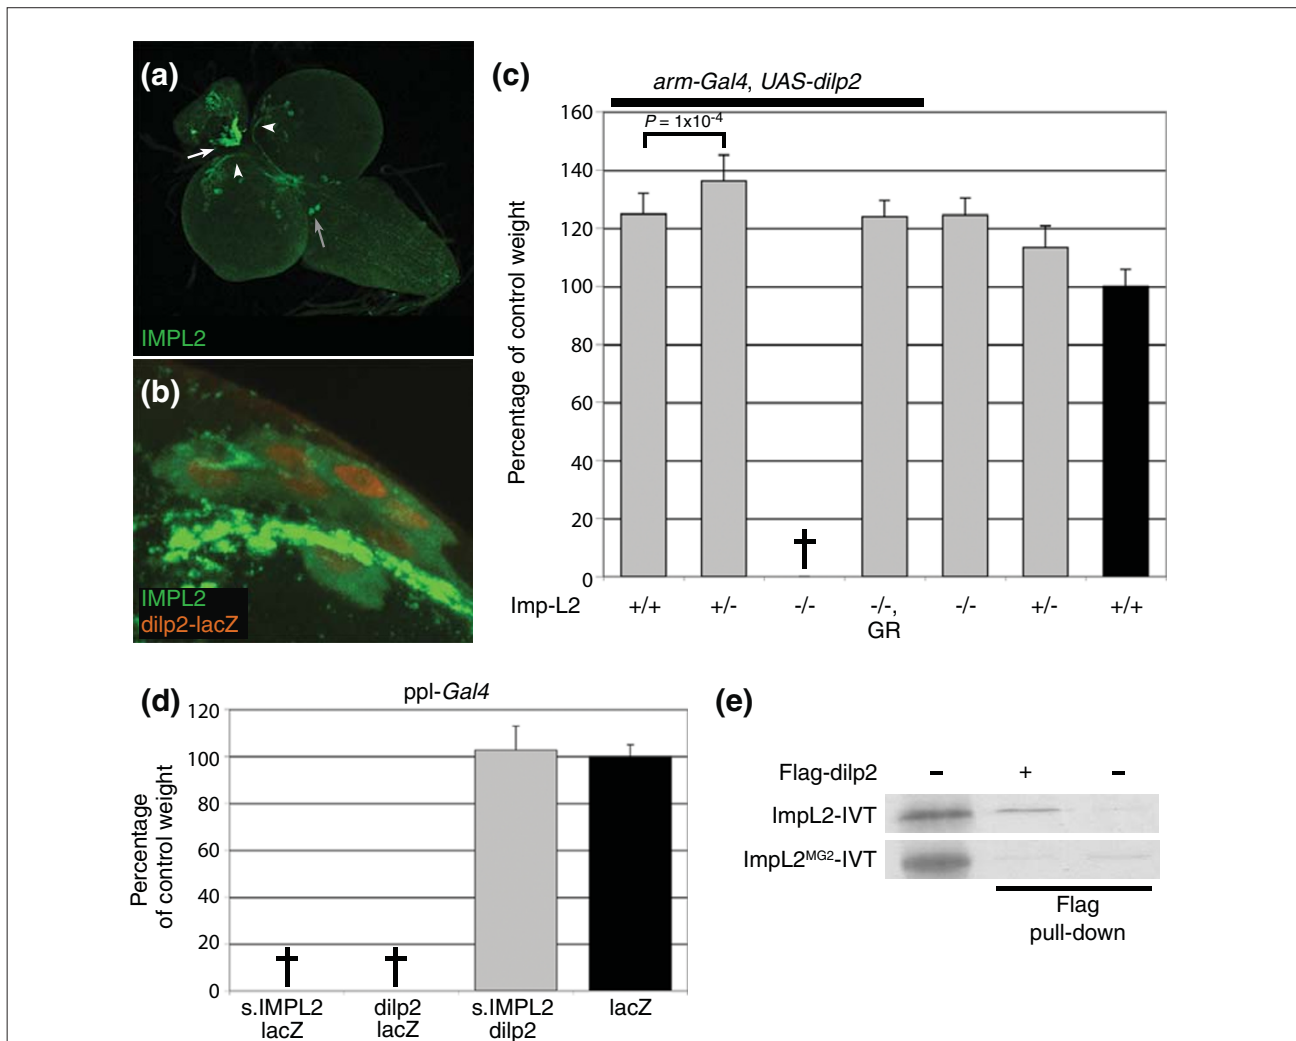 (a)
IMPL2
(b)
IMPL2
dilp2-lacZ
(c)
arm-Gal4, UAS-dilp2
P = 1x10⁻⁴
Percentage of control weight
160
140
120
100
80
60
40
20
0
Imp-L2 +/+ +/- -/- -/-, -/- +/- +/+
GR
(d)
ppl-Gal4
Percentage
of control weight
120
100
80
60
40
20
0
s.IMPL2 dilp2 s.IMPL2 lacZ
lacZ lacZ dilp2
(e)
Flag-dilp2 – + –
ImpL2-IVT
ImpL2ᴹᴳ²-IVT
Flag
pull-down